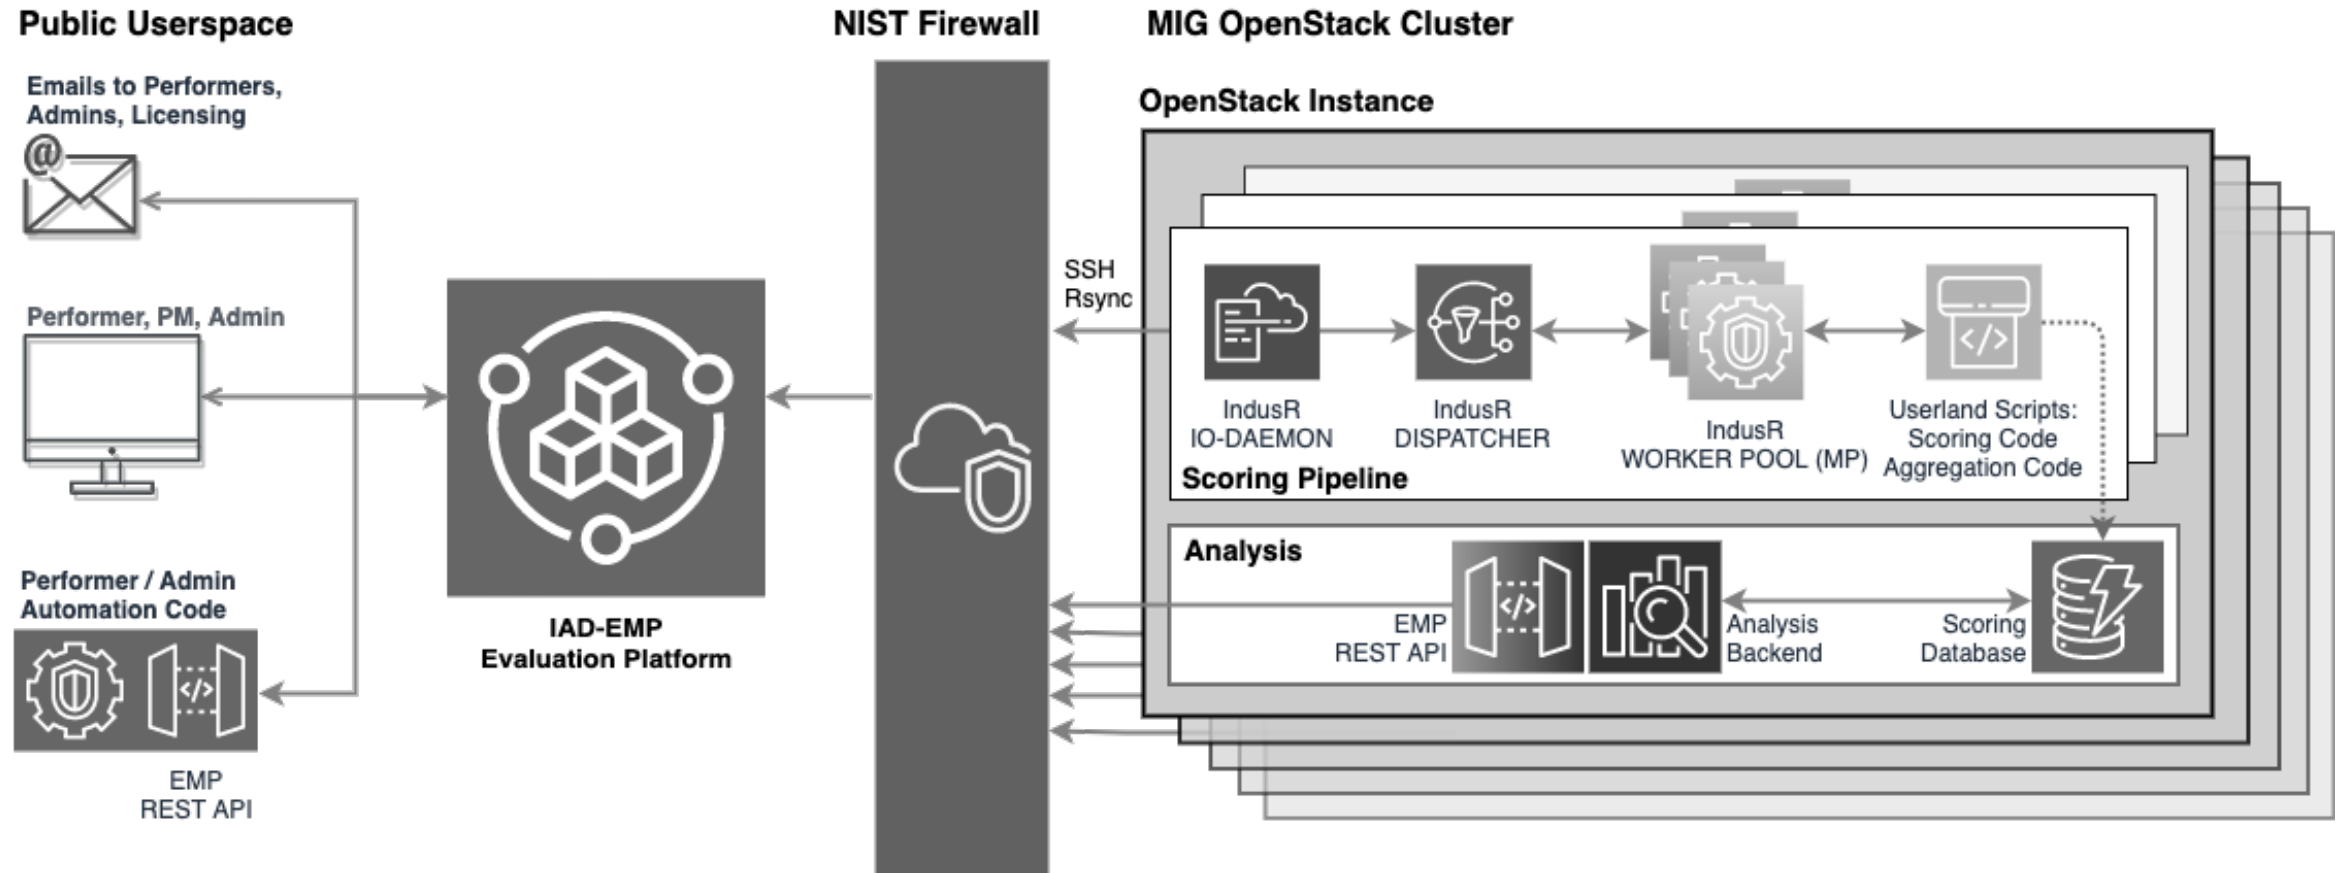 Public Userspace
NIST Firewall
MIG OpenStack Cluster
Emails to Performers,
Admins, Licensing
@
OpenStack Instance
Performer, PM, Admin
SSH
Rsync
</>
IndusR
IO-DAEMON
IndusR
DISPATCHER
IndusR
WORKER POOL (MP)
Userland Scripts:
Scoring Code
Aggregation Code
Scoring Pipeline
Analysis
</>
EMP
REST API
Analysis
Backend
Scoring
Database
Performer / Admin
Automation Code
</>
EMP
REST API
IAD-EMP
Evaluation Platform